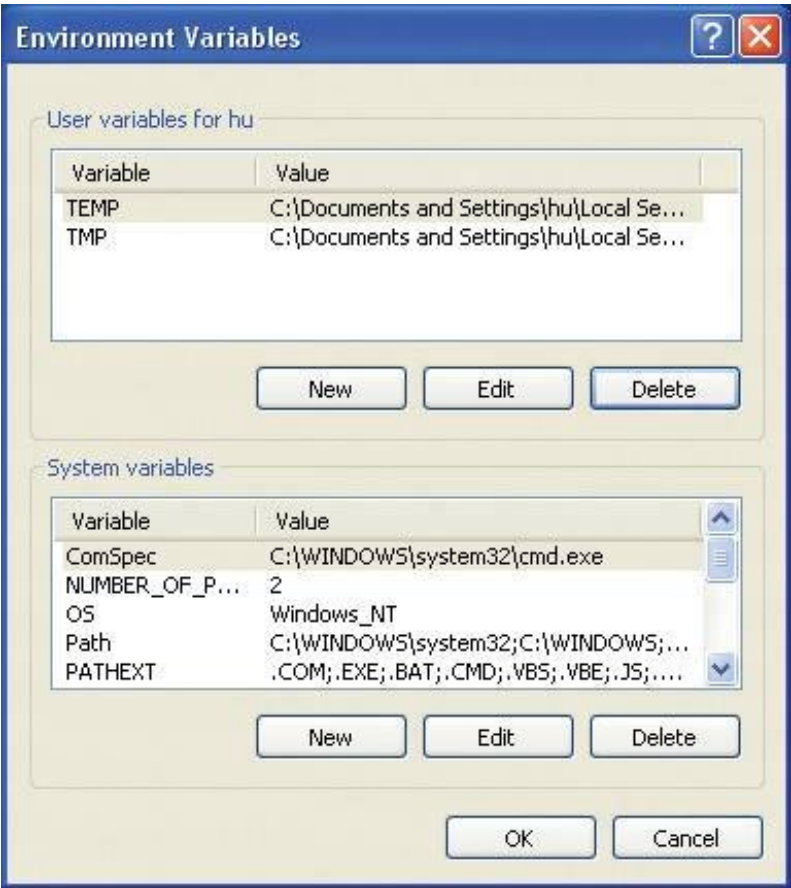 Environment Variables
?
User variables for hu
Variable Value
TEMP C:\Documents and Settings\hu\Local Se...
TMP C:\Documents and Settings\hu\Local Se...
New Edit Delete
System variables
Variable Value
ComSpec C:\WINDOWS\system32\cmd.exe
NUMBER_OF_P... 2
OS Windows_NT
Path C:\WINDOWS\system32;C:\WINDOWS;...
PATHEXT .COM;.EXE;.BAT;.CMD;.VBS;.VBE;.JS;....
New Edit Delete
OK Cancel